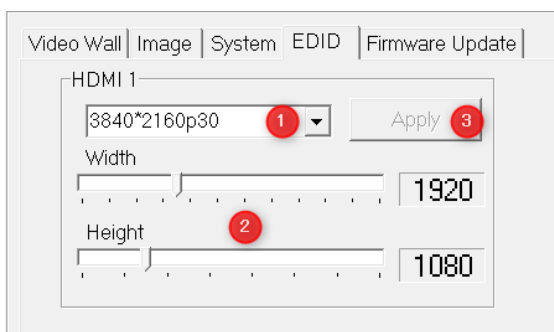 Video Wall Image System EDID Firmware Update
HDMI 1
3840*2160p30 1 Apply 3
Width
1920
Height 2
1080